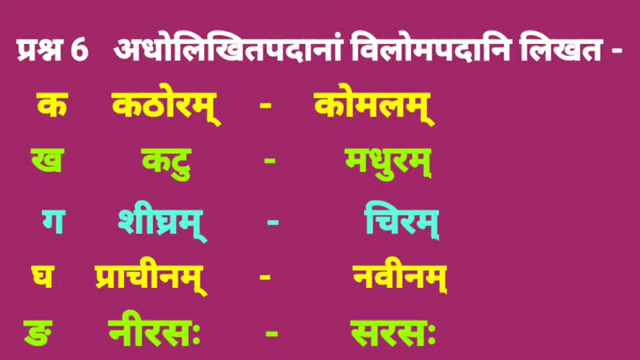 प्रश्न 6 अधोलिखितपदानां विलोमपदानि लिखत -
क कठोरम् - कोमलम्
ख कटु - मधुरम्
ग शीघ्रम् - चिरम्
घ प्राचीनम् - नवीनम्
ङ नीरसः - सरसः